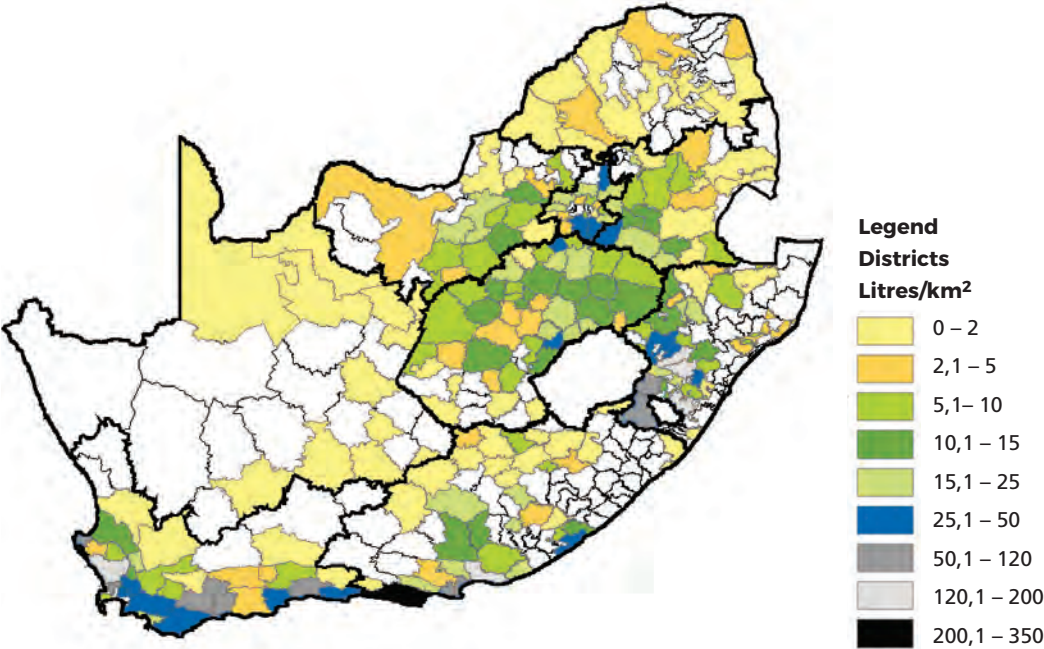 Legend
Districts
Litres/km²
0 – 2
2,1 – 5
5,1– 10
10,1 – 15
15,1 – 25
25,1 – 50
50,1 – 120
120,1 – 200
200,1 – 350